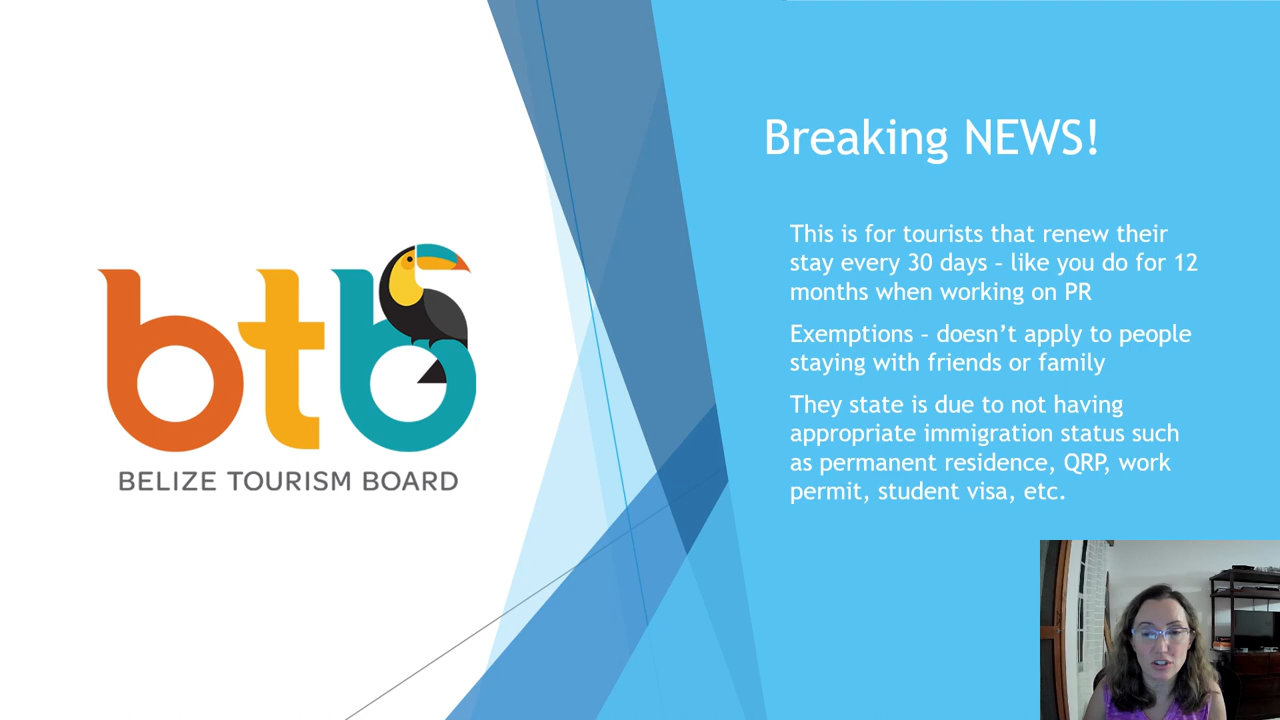 btb
BELIZE TOURISM BOARD
Breaking NEWS!
This is for tourists that renew their
stay every 30 days – like you do for 12
months when working on PR
Exemptions – doesn’t apply to people
staying with friends or family
They state is due to not having
appropriate immigration status such
as permanent residence, QRP, work
permit, student visa, etc.